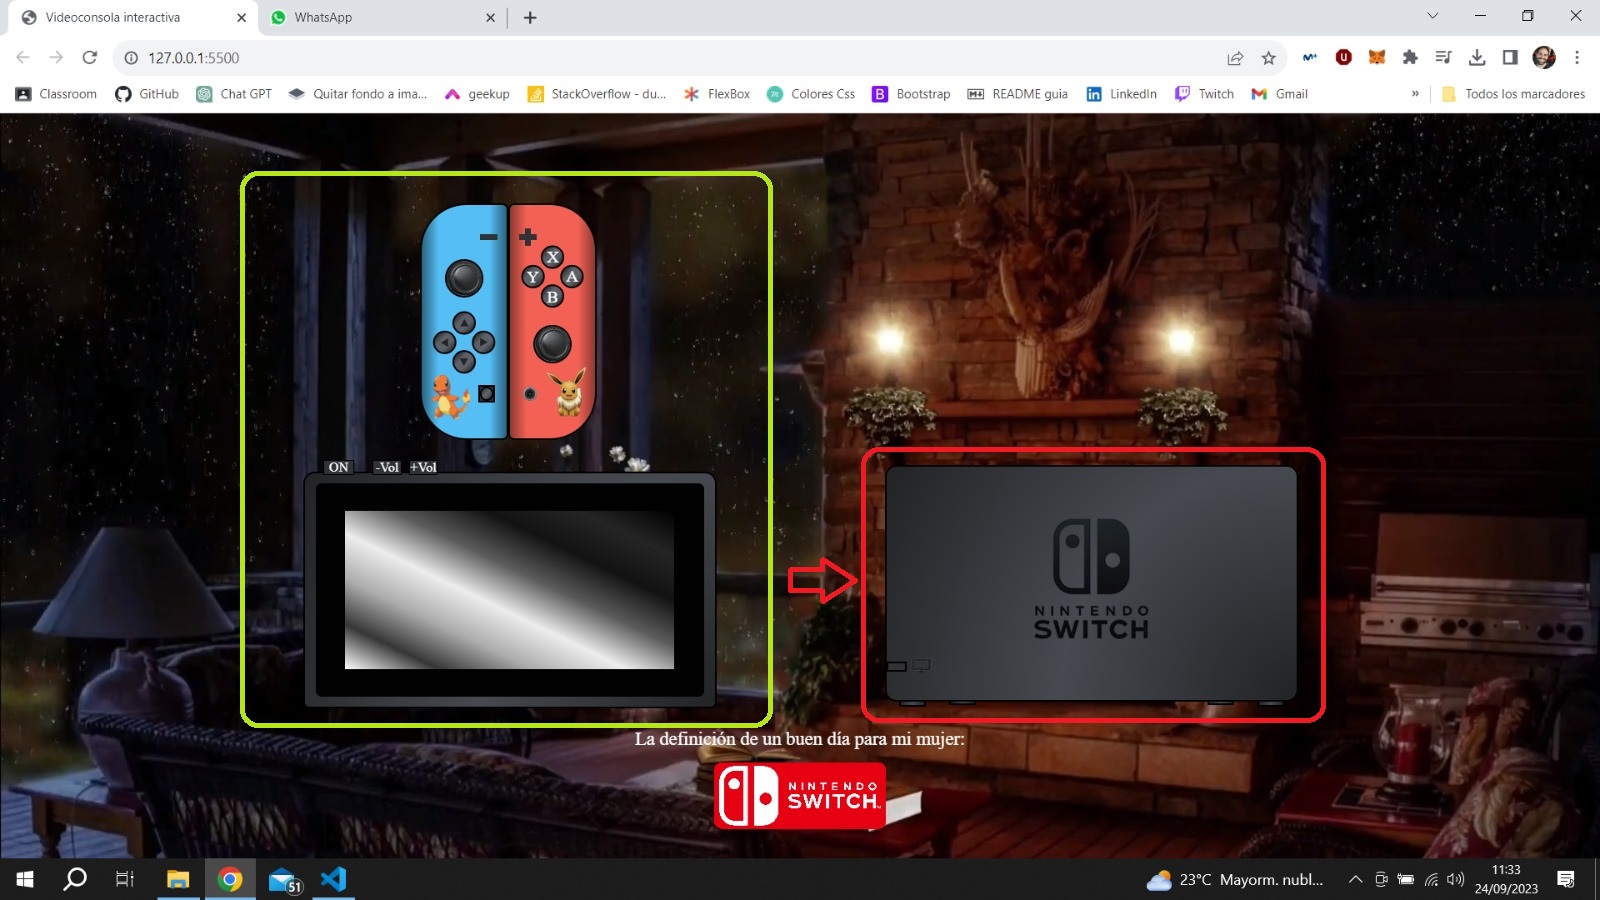 Videoconsola interactiva
WhatsApp
127.0.0.1:5500
Classroom
GitHub
Chat GPT
Quitar fondo a ima...
geekup
StackOverflow - du...
FlexBox
Colores Css
Bootstrap
README guia
LinkedIn
Twitch
Gmail
»
Todos los marcadores
X
Y A
B
ON -Vol +Vol
NINTENDO
SWITCH
La definición de un buen día para mi mujer:
NINTENDO
SWITCH
51
23°C Mayorm. nubl...
11:33
24/09/2023